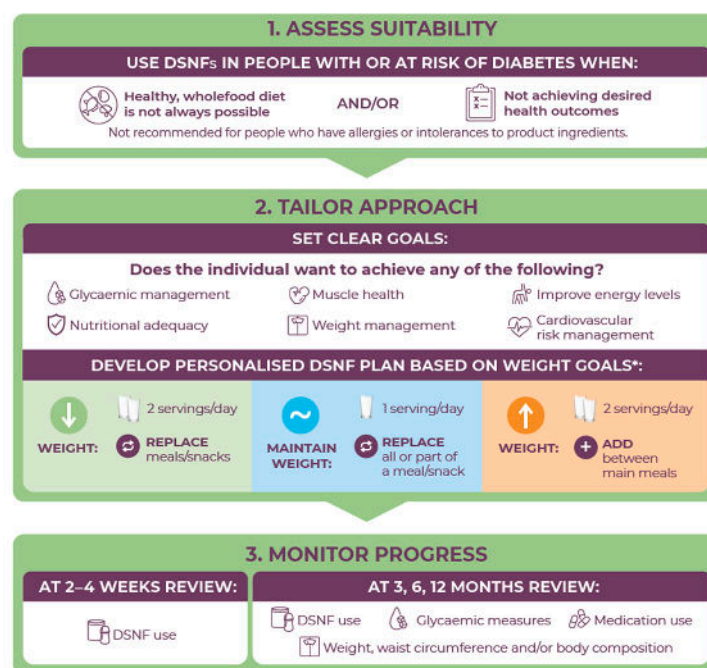 1. ASSESS SUITABILITY
USE DSNFs IN PEOPLE WITH OR AT RISK OF DIABETES WHEN:
Healthy, wholefood diet
is not always possible
AND/OR
Not achieving desired
health outcomes
Not recommended for people who have allergies or intolerances to product ingredients.
2. TAILOR APPROACH
SET CLEAR GOALS:
Does the individual want to achieve any of the following?
Glycaemic management
Muscle health
Improve energy levels
Nutritional adequacy
Weight management
Cardiovascular
risk management
DEVELOP PERSONALISED DSNF PLAN BASED ON WEIGHT GOALS*:
WEIGHT:
2 servings/day
REPLACE
meals/snacks
MAINTAIN
WEIGHT:
1 serving/day
REPLACE
all or part of
a meal/snack
WEIGHT:
2 servings/day
ADD
between
main meals
3. MONITOR PROGRESS
AT 2–4 WEEKS REVIEW:
DSNF use
AT 3, 6, 12 MONTHS REVIEW:
DSNF use
Glycaemic measures
Medication use
Weight, waist circumference and/or body composition